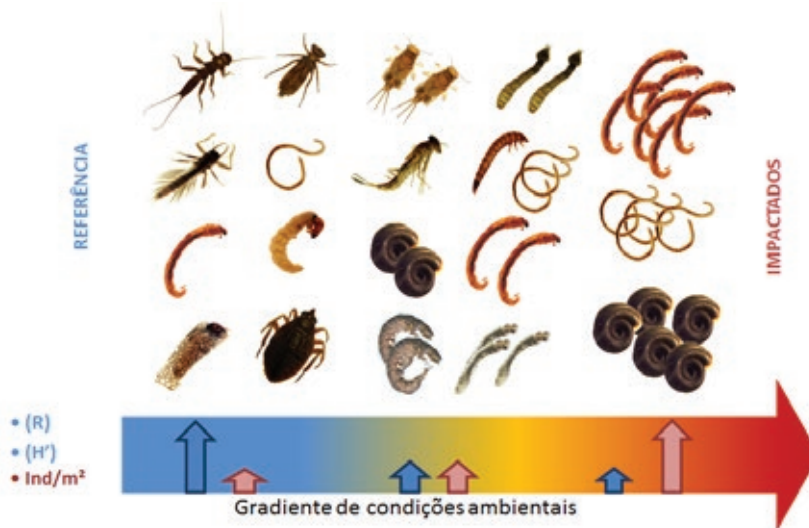 REFERÊNCIA
IMPACTADOS
• (R)
• (H')
• Ind/m²
Gradiente de condições ambientais